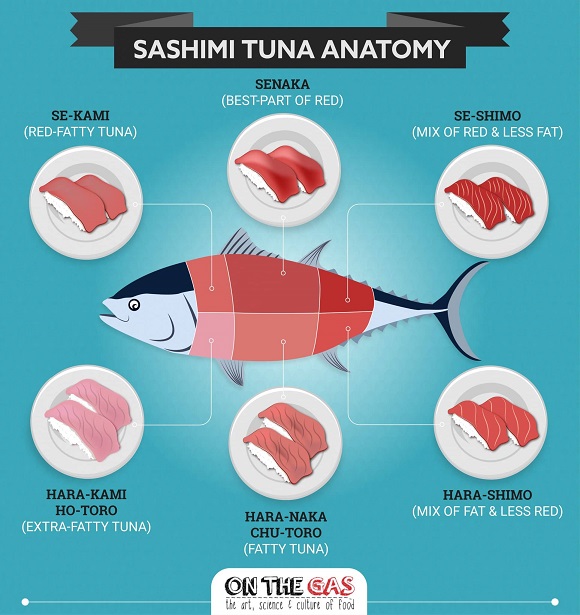 SASHIMI TUNA ANATOMY
SE-KAMI
(RED-FATTY TUNA)
SENAKA
(BEST-PART OF RED)
SE-SHIMO
(MIX OF RED & LESS FAT)
HARA-KAMI
HO-TORO
(EXTRA-FATTY TUNA)
HARA-NAKA
CHU-TORO
(FATTY TUNA)
HARA-SHIMO
(MIX OF FAT & LESS RED)
ON THE GAS
the art, science & culture of food